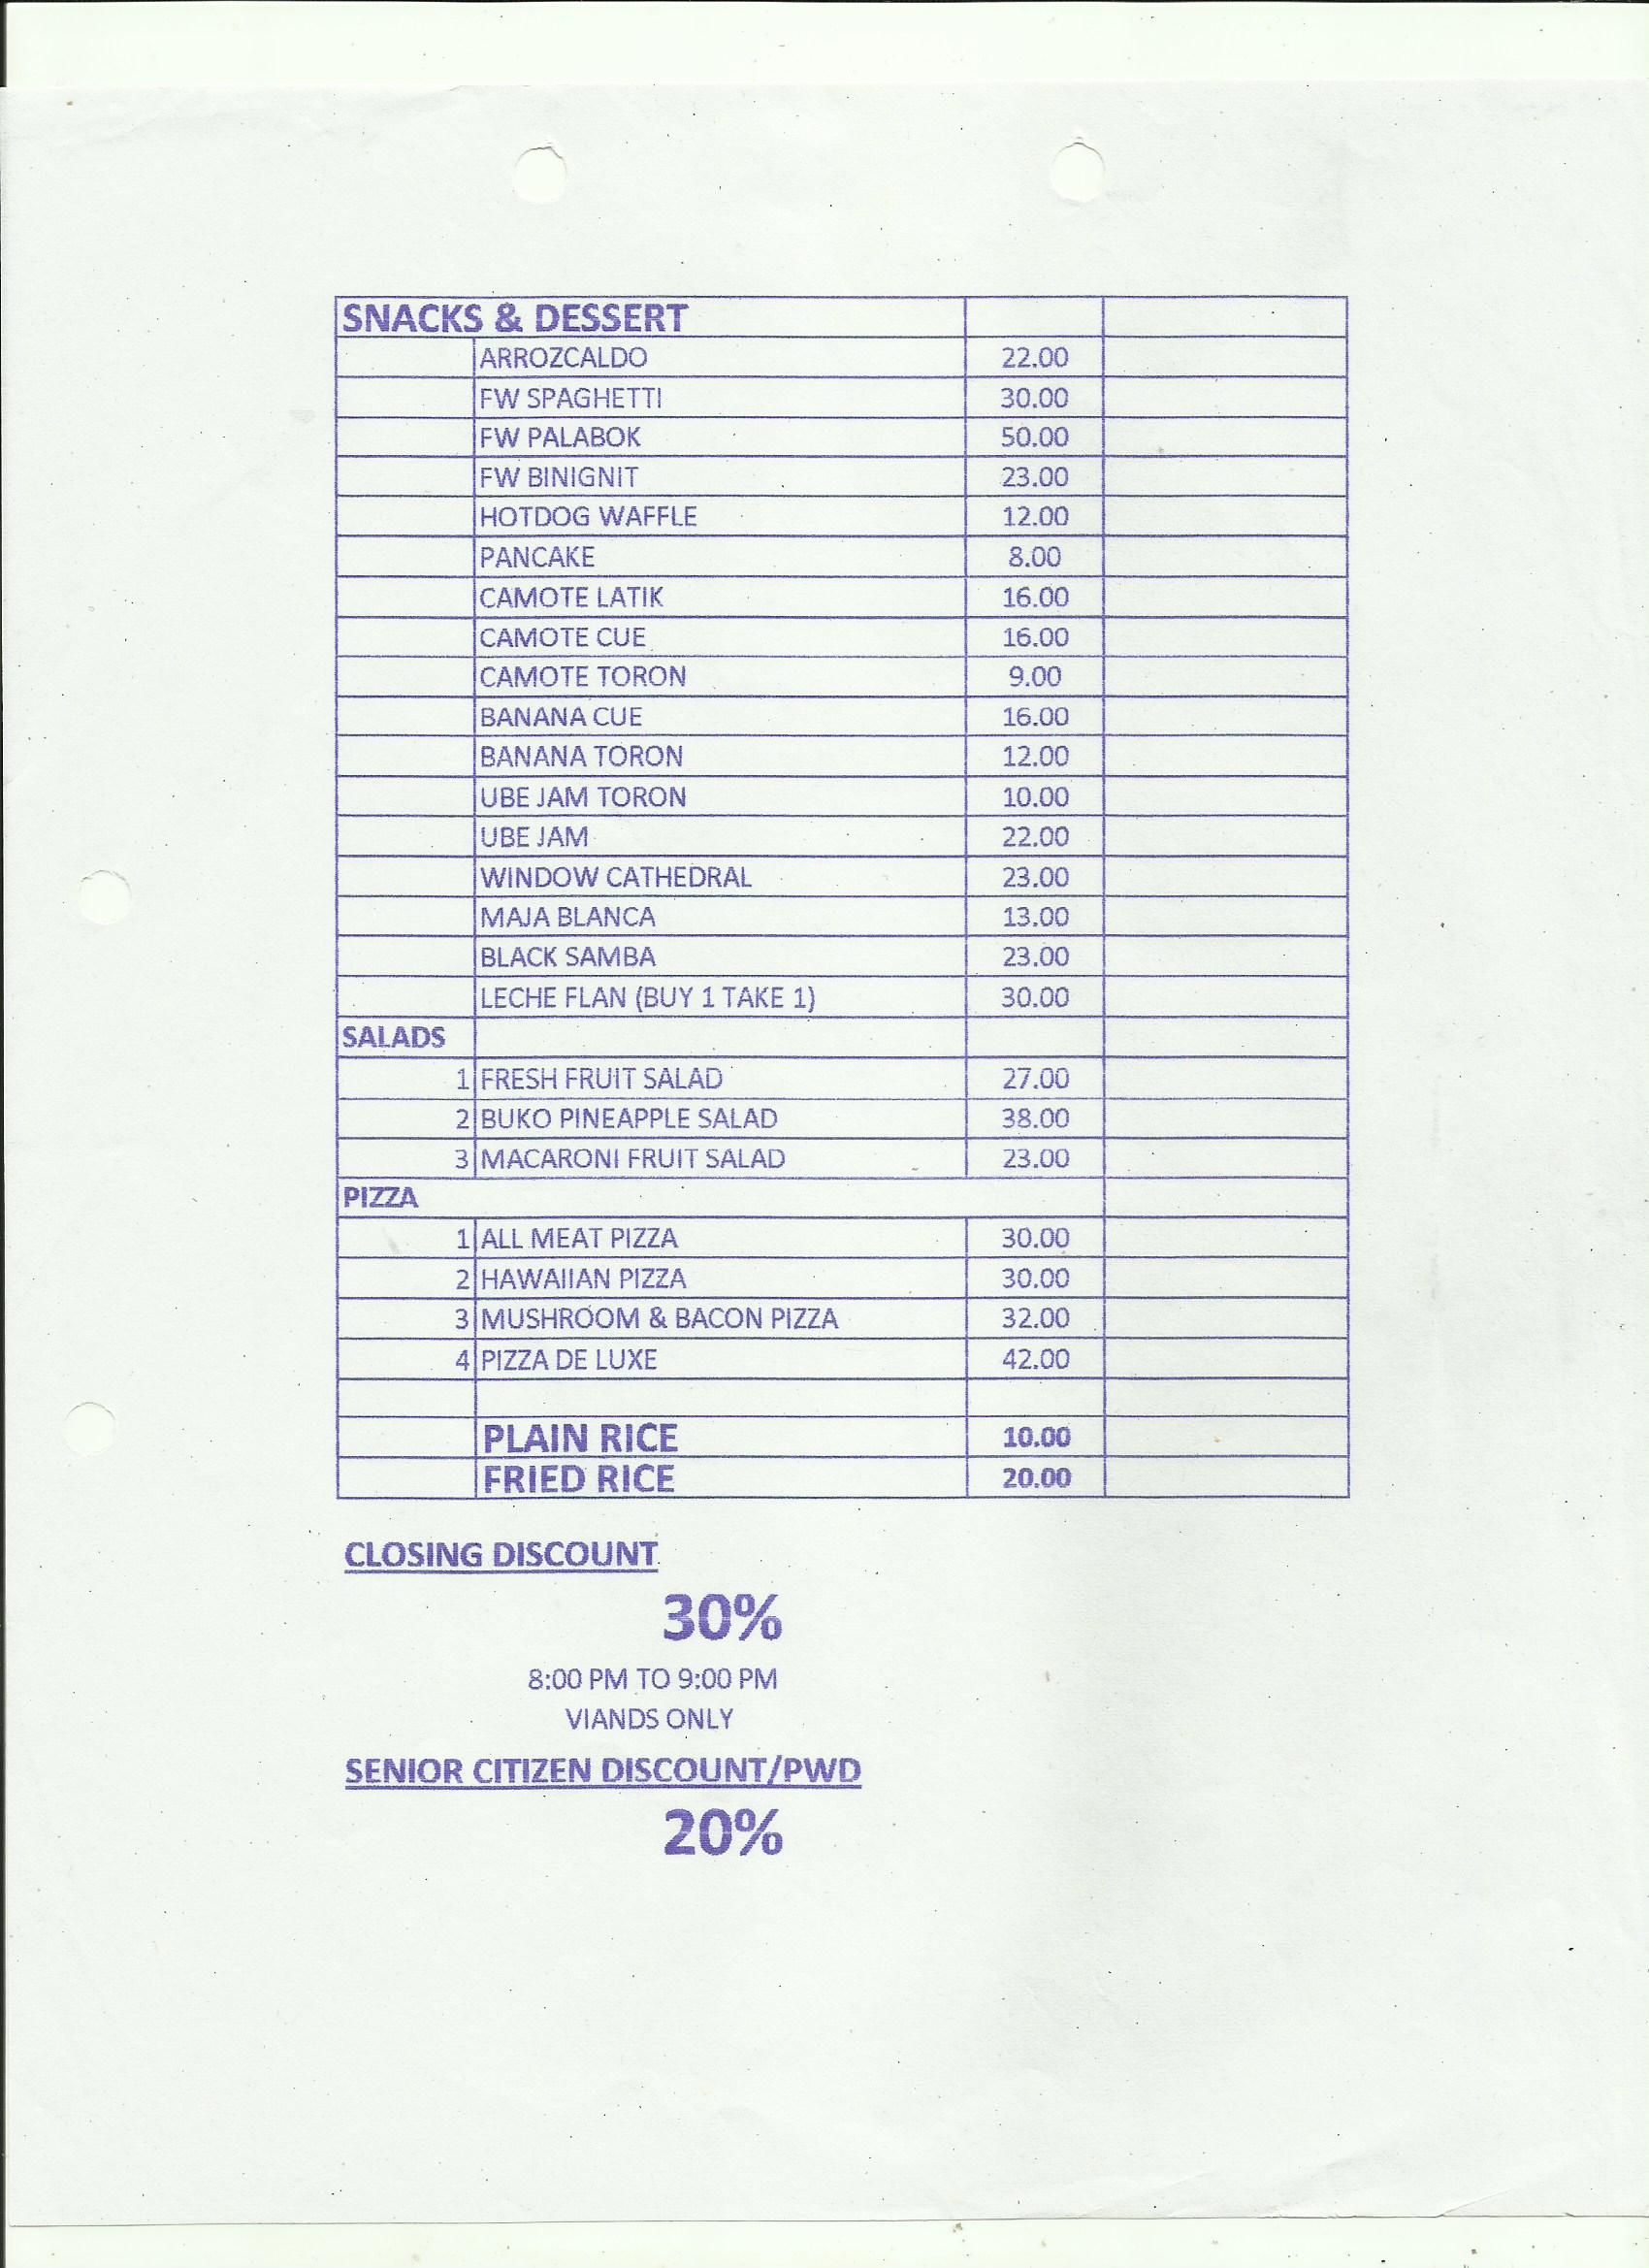 SNACKS & DESSERT
ARROZCALDO 22.00
FW SPAGHETTI 30.00
FW PALABOK 50.00
FW BINIGNIT 23.00
HOTDOG WAFFLE 12.00
PANCAKE 8.00
CAMOTE LATIK 16.00
CAMOTE CUE 16.00
CAMOTE TORON 9.00
BANANA CUE 16.00
BANANA TORON 12.00
UBE JAM TORON 10.00
UBE JAM 22.00
WINDOW CATHEDRAL 23.00
MAJA BLANCA 13.00
BLACK SAMBA 23.00
LECHE FLAN (BUY 1 TAKE 1) 30.00
SALADS
1 FRESH FRUIT SALAD 27.00
2 BUKO PINEAPPLE SALAD 38.00
3 MACARONI FRUIT SALAD 23.00
PIZZA
1 ALL MEAT PIZZA 30.00
2 HAWAIIAN PIZZA 30.00
3 MUSHROOM & BACON PIZZA 32.00
4 PIZZA DE LUXE 42.00
PLAIN RICE 10.00
FRIED RICE 20.00
CLOSING DISCOUNT
30%
8:00 PM TO 9:00 PM
VIANDS ONLY
SENIOR CITIZEN DISCOUNT/PWD
20%